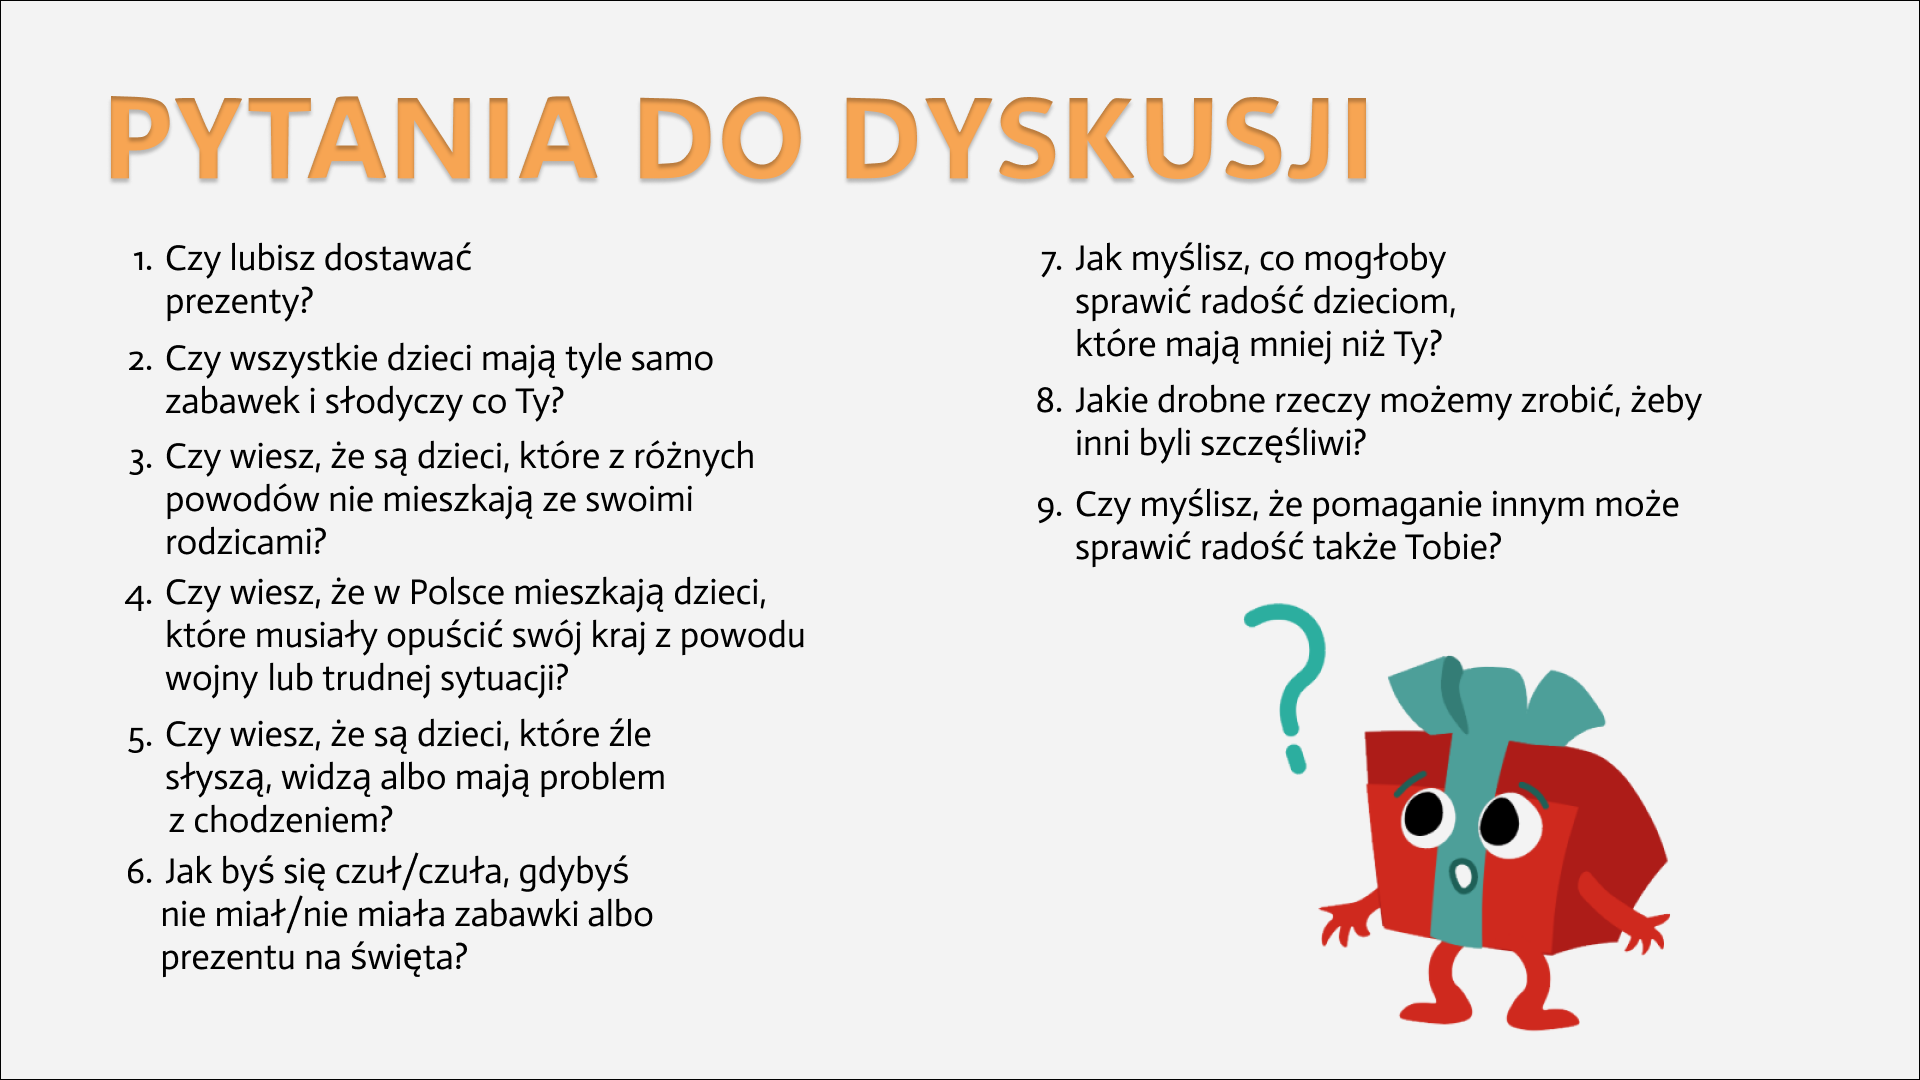 PYTANIA DO DYSKUSJI
1. Czy lubisz dostawać
prezenty?
2. Czy wszystkie dzieci mają tyle samo
zabawek i słodyczy co Ty?
3. Czy wiesz, że są dzieci, które z różnych
powodów nie mieszkają ze swoimi
rodzicami?
4. Czy wiesz, że w Polsce mieszkają dzieci,
które musiały opuścić swój kraj z powodu
wojny lub trudnej sytuacji?
5. Czy wiesz, że są dzieci, które źle
słyszą, widzą albo mają problem
z chodzeniem?
6. Jak byś się czuł/czuła, gdybyś
nie miał/nie miała zabawki albo
prezentu na święta?
7. Jak myślisz, co mogłoby
sprawić radość dzieciom,
które mają mniej niż Ty?
8. Jakie drobne rzeczy możemy zrobić, żeby
inni byli szczęśliwi?
9. Czy myślisz, że pomaganie innym może
sprawić radość także Tobie?
?